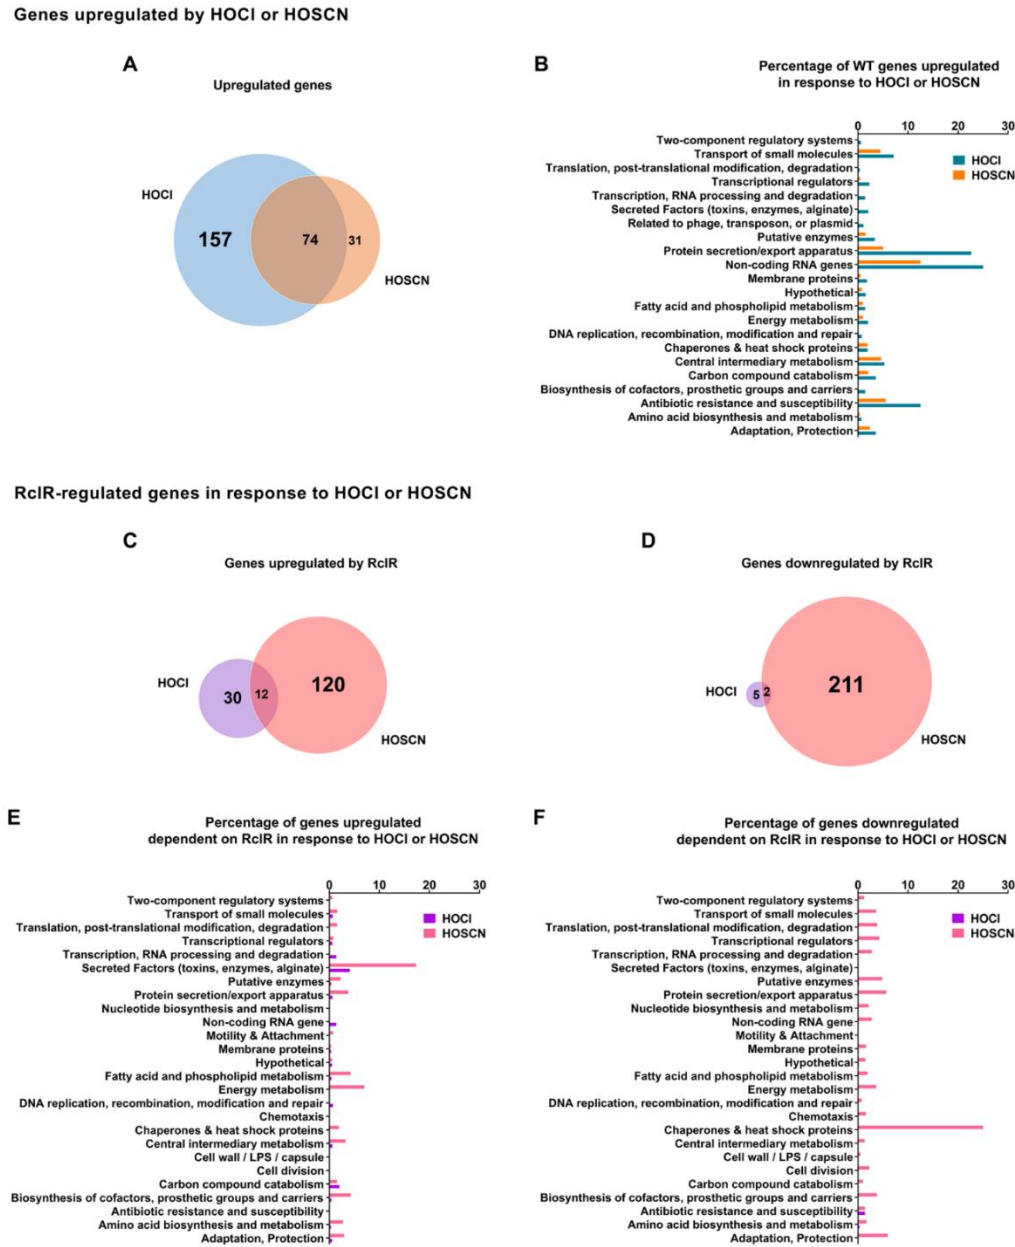 Genes upregulated by HOCl or HOSCN
A
Upregulated genes
HOCl
157
74
31
HOSCN
B
Percentage of WT genes upregulated
in response to HOCl or HOSCN
0 10 20 30
Two-component regulatory systems
Transport of small molecules
Translation, post-translational modification, degradation
Transcriptional regulators
Transcription, RNA processing and degradation
Secreted Factors (toxins, enzymes, alginate)
Related to phage, transposon, or plasmid
Putative enzymes
Protein secretion/export apparatus
Non-coding RNA genes
Membrane proteins
Hypothetical
Fatty acid and phospholipid metabolism
Energy metabolism
DNA replication, recombination, modification and repair
Chaperones & heat shock proteins
Central intermediary metabolism
Carbon compound catabolism
Biosynthesis of cofactors, prosthetic groups and carriers
Antibiotic resistance and susceptibility
Amino acid biosynthesis and metabolism
Adaptation, Protection
HOCl
HOSCN
RclR-regulated genes in response to HOCl or HOSCN
C
Genes upregulated by RclR
HOCl
30
12
120
HOSCN
D
Genes downregulated by RclR
HOCl
5
2
211
HOSCN
E
Percentage of genes upregulated
dependent on RclR in response to HOCl or HOSCN
0 10 20 30
Two-component regulatory systems
Transport of small molecules
Translation, post-translational modification, degradation
Transcriptional regulators
Transcription, RNA processing and degradation
Secreted Factors (toxins, enzymes, alginate)
Putative enzymes
Protein secretion/export apparatus
Nucleotide biosynthesis and metabolism
Non-coding RNA gene
Motility & Attachment
Membrane proteins
Hypothetical
Fatty acid and phospholipid metabolism
Energy metabolism
DNA replication, recombination, modification and repair
Chemotaxis
Chaperones & heat shock proteins
Central intermediary metabolism
Cell wall / LPS / capsule
Cell division
Carbon compound catabolism
Biosynthesis of cofactors, prosthetic groups and carriers
Antibiotic resistance and susceptibility
Amino acid biosynthesis and metabolism
Adaptation, Protection
HOCl
HOSCN
F
Percentage of genes downregulated
dependent on RclR in response to HOCl or HOSCN
0 10 20 30
Two-component regulatory systems
Transport of small molecules
Translation, post-translational modification, degradation
Transcriptional regulators
Transcription, RNA processing and degradation
Secreted Factors (toxins, enzymes, alginate)
Putative enzymes
Protein secretion/export apparatus
Nucleotide biosynthesis and metabolism
Non-coding RNA gene
Motility & Attachment
Membrane proteins
Hypothetical
Fatty acid and phospholipid metabolism
Energy metabolism
DNA replication, recombination, modification and repair
Chemotaxis
Chaperones & heat shock proteins
Central intermediary metabolism
Cell wall / LPS / capsule
Cell division
Carbon compound catabolism
Biosynthesis of cofactors, prosthetic groups and carriers
Antibiotic resistance and susceptibility
Amino acid biosynthesis and metabolism
Adaptation, Protection
HOCl
HOSCN